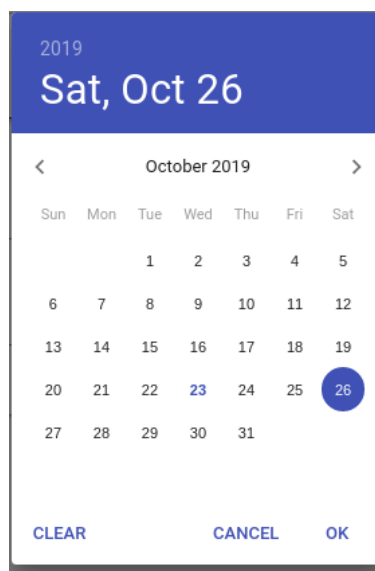 2019
Sat, Oct 26
October 2019
Sun Mon Tue Wed Thu Fri Sat
1 2 3 4 5
6 7 8 9 10 11 12
13 14 15 16 17 18 19
20 21 22 23 24 25 26
27 28 29 30 31
CLEAR CANCEL OK